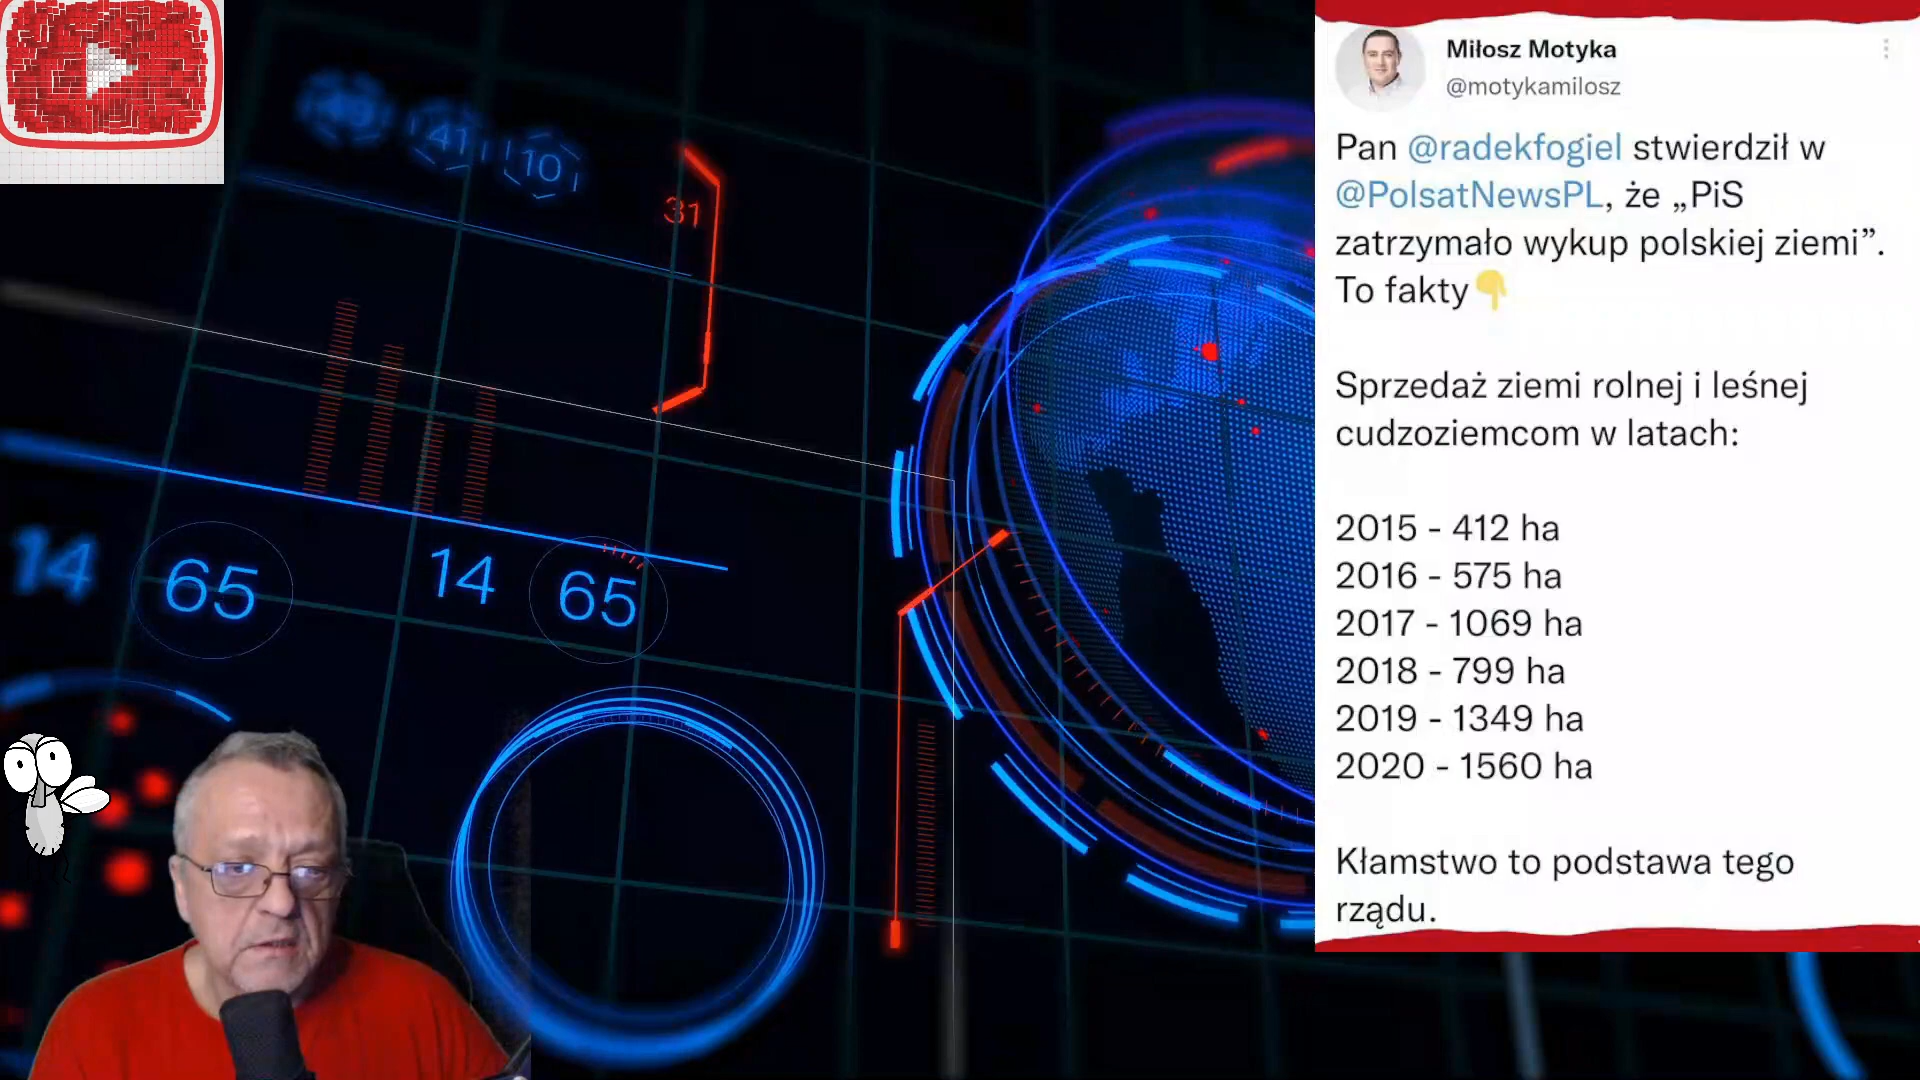 41
10
31
14
65
14
65
Miłosz Motyka
@motykamilosz
Pan @radekfogiel stwierdził w
@PolsatNewsPL, że „PiS
zatrzymało wykup polskiej ziemi”.
To fakty👇
Sprzedaż ziemi rolnej i leśnej
cudzoziemcom w latach:
2015 - 412 ha
2016 - 575 ha
2017 - 1069 ha
2018 - 799 ha
2019 - 1349 ha
2020 - 1560 ha
Kłamstwo to podstawa tego
rządu.